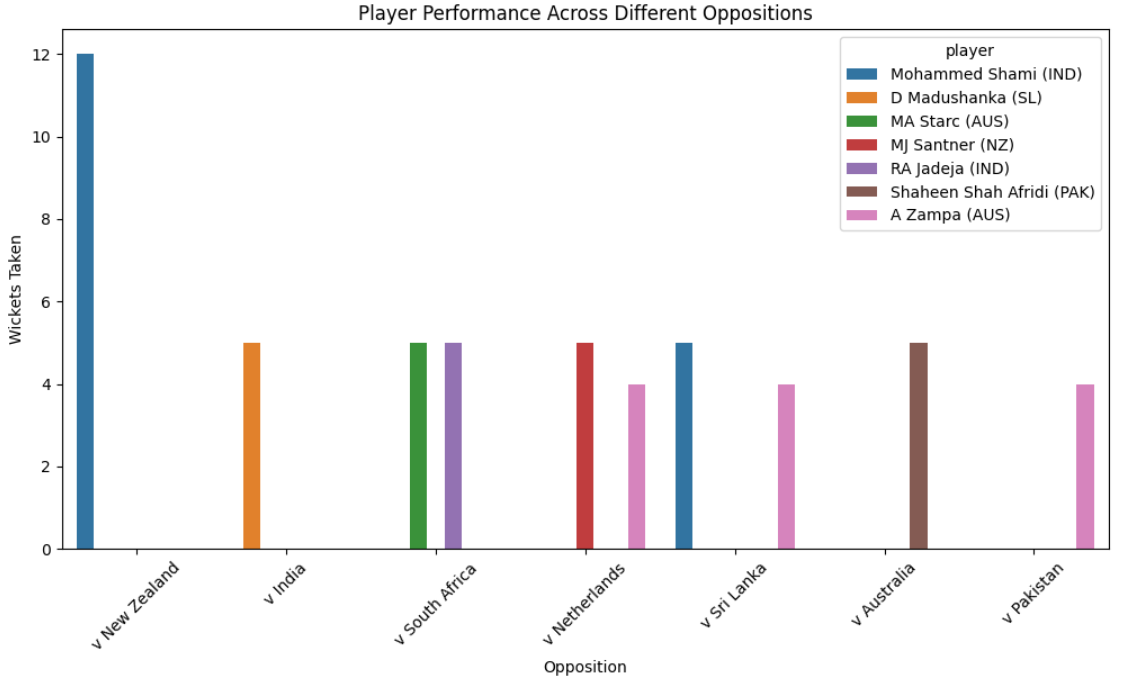 Player Performance Across Different Oppositions
player
Mohammed Shami (IND)
D Madushanka (SL)
MA Starc (AUS)
MJ Santner (NZ)
RA Jadeja (IND)
Shaheen Shah Afridi (PAK)
A Zampa (AUS)
Wickets Taken
12
10
8
6
4
2
0
v New Zealand
v India
v South Africa
v Netherlands
v Sri Lanka
v Australia
v Pakistan
Opposition